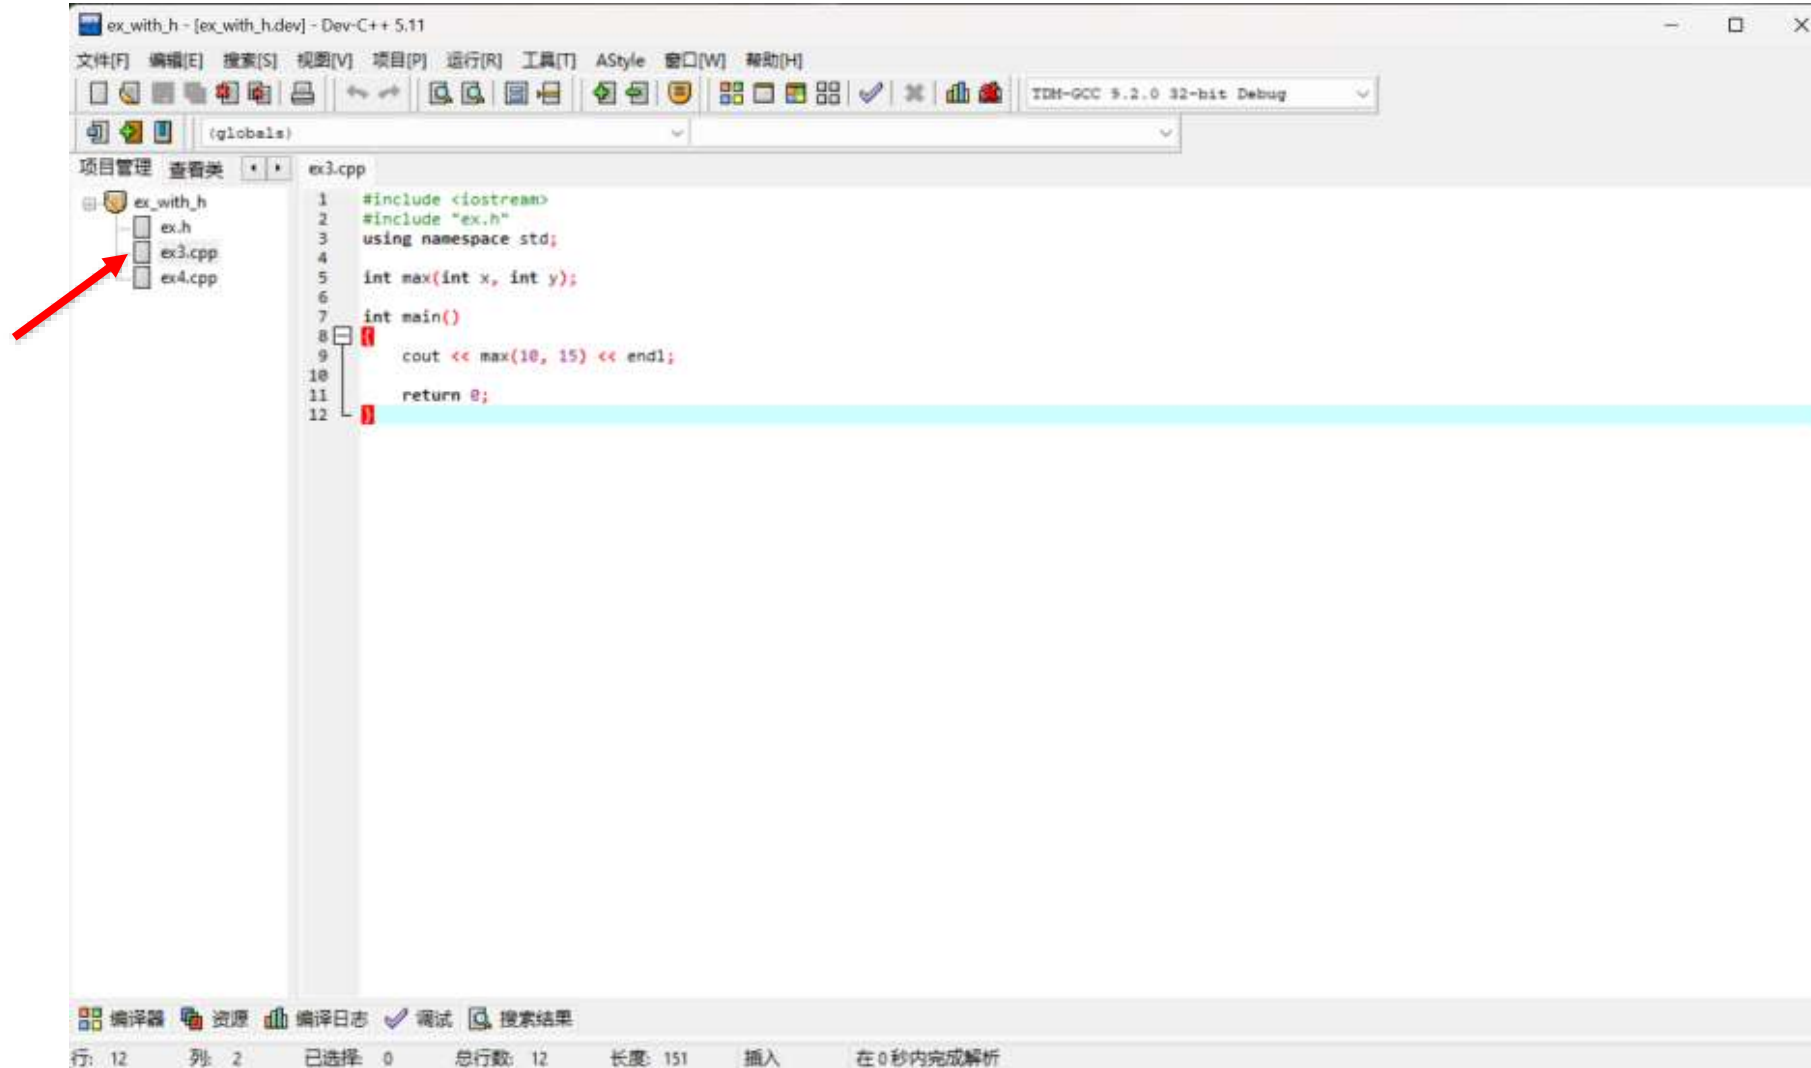 ex_with_h - [ex_with_h.dev] - Dev-C++ 5.11
文件[F] 编辑[E] 搜索[S] 视图[V] 项目[P] 运行[R] 工具[T] AStyle 窗口[W] 帮助[H]
TDM-GCC 9.2.0 32-bit Debug
(globals)
项目管理 查看类 ex3.cpp
ex_with_h
ex.h
ex3.cpp
ex4.cpp
1 #include <iostream>
2 #include "ex.h"
3 using namespace std;
4
5 int max(int x, int y);
6
7 int main()
8 {
9 cout << max(10, 15) << endl;
10
11 return 0;
12 }
编译器 资源 编译日志 调试 搜索结果
行: 12 列: 2 已选择: 0 总行数: 12 长度: 151 插入 在 0 秒内完成解析